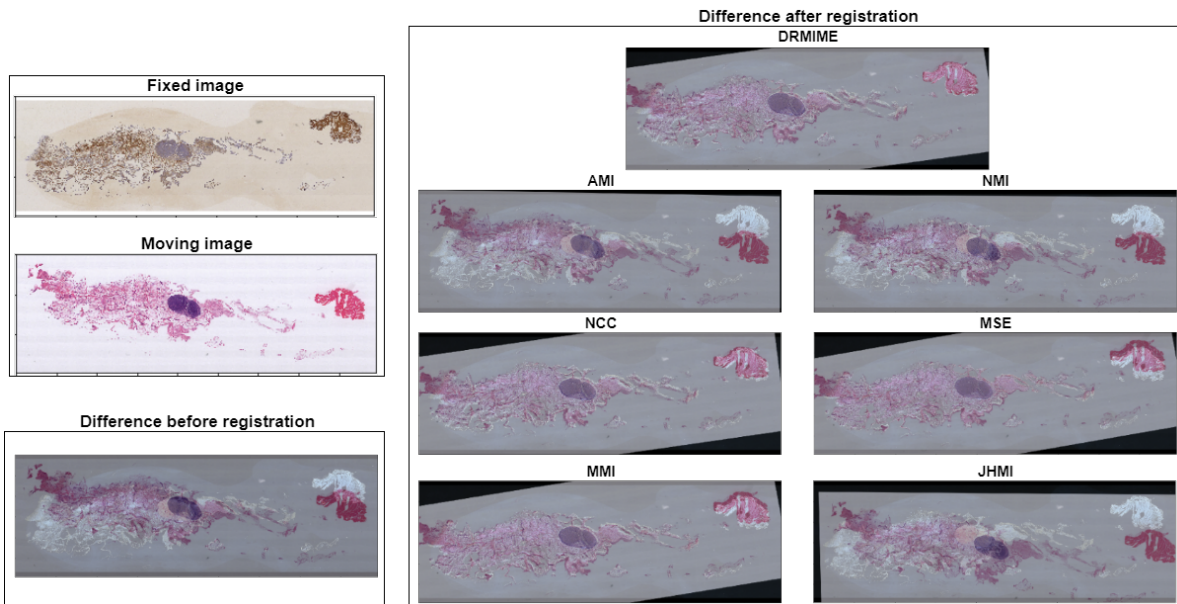 Difference after registration
DRMIME
Fixed image
AMI
NMI
Moving image
NCC
MSE
Difference before registration
MMI
JHMI